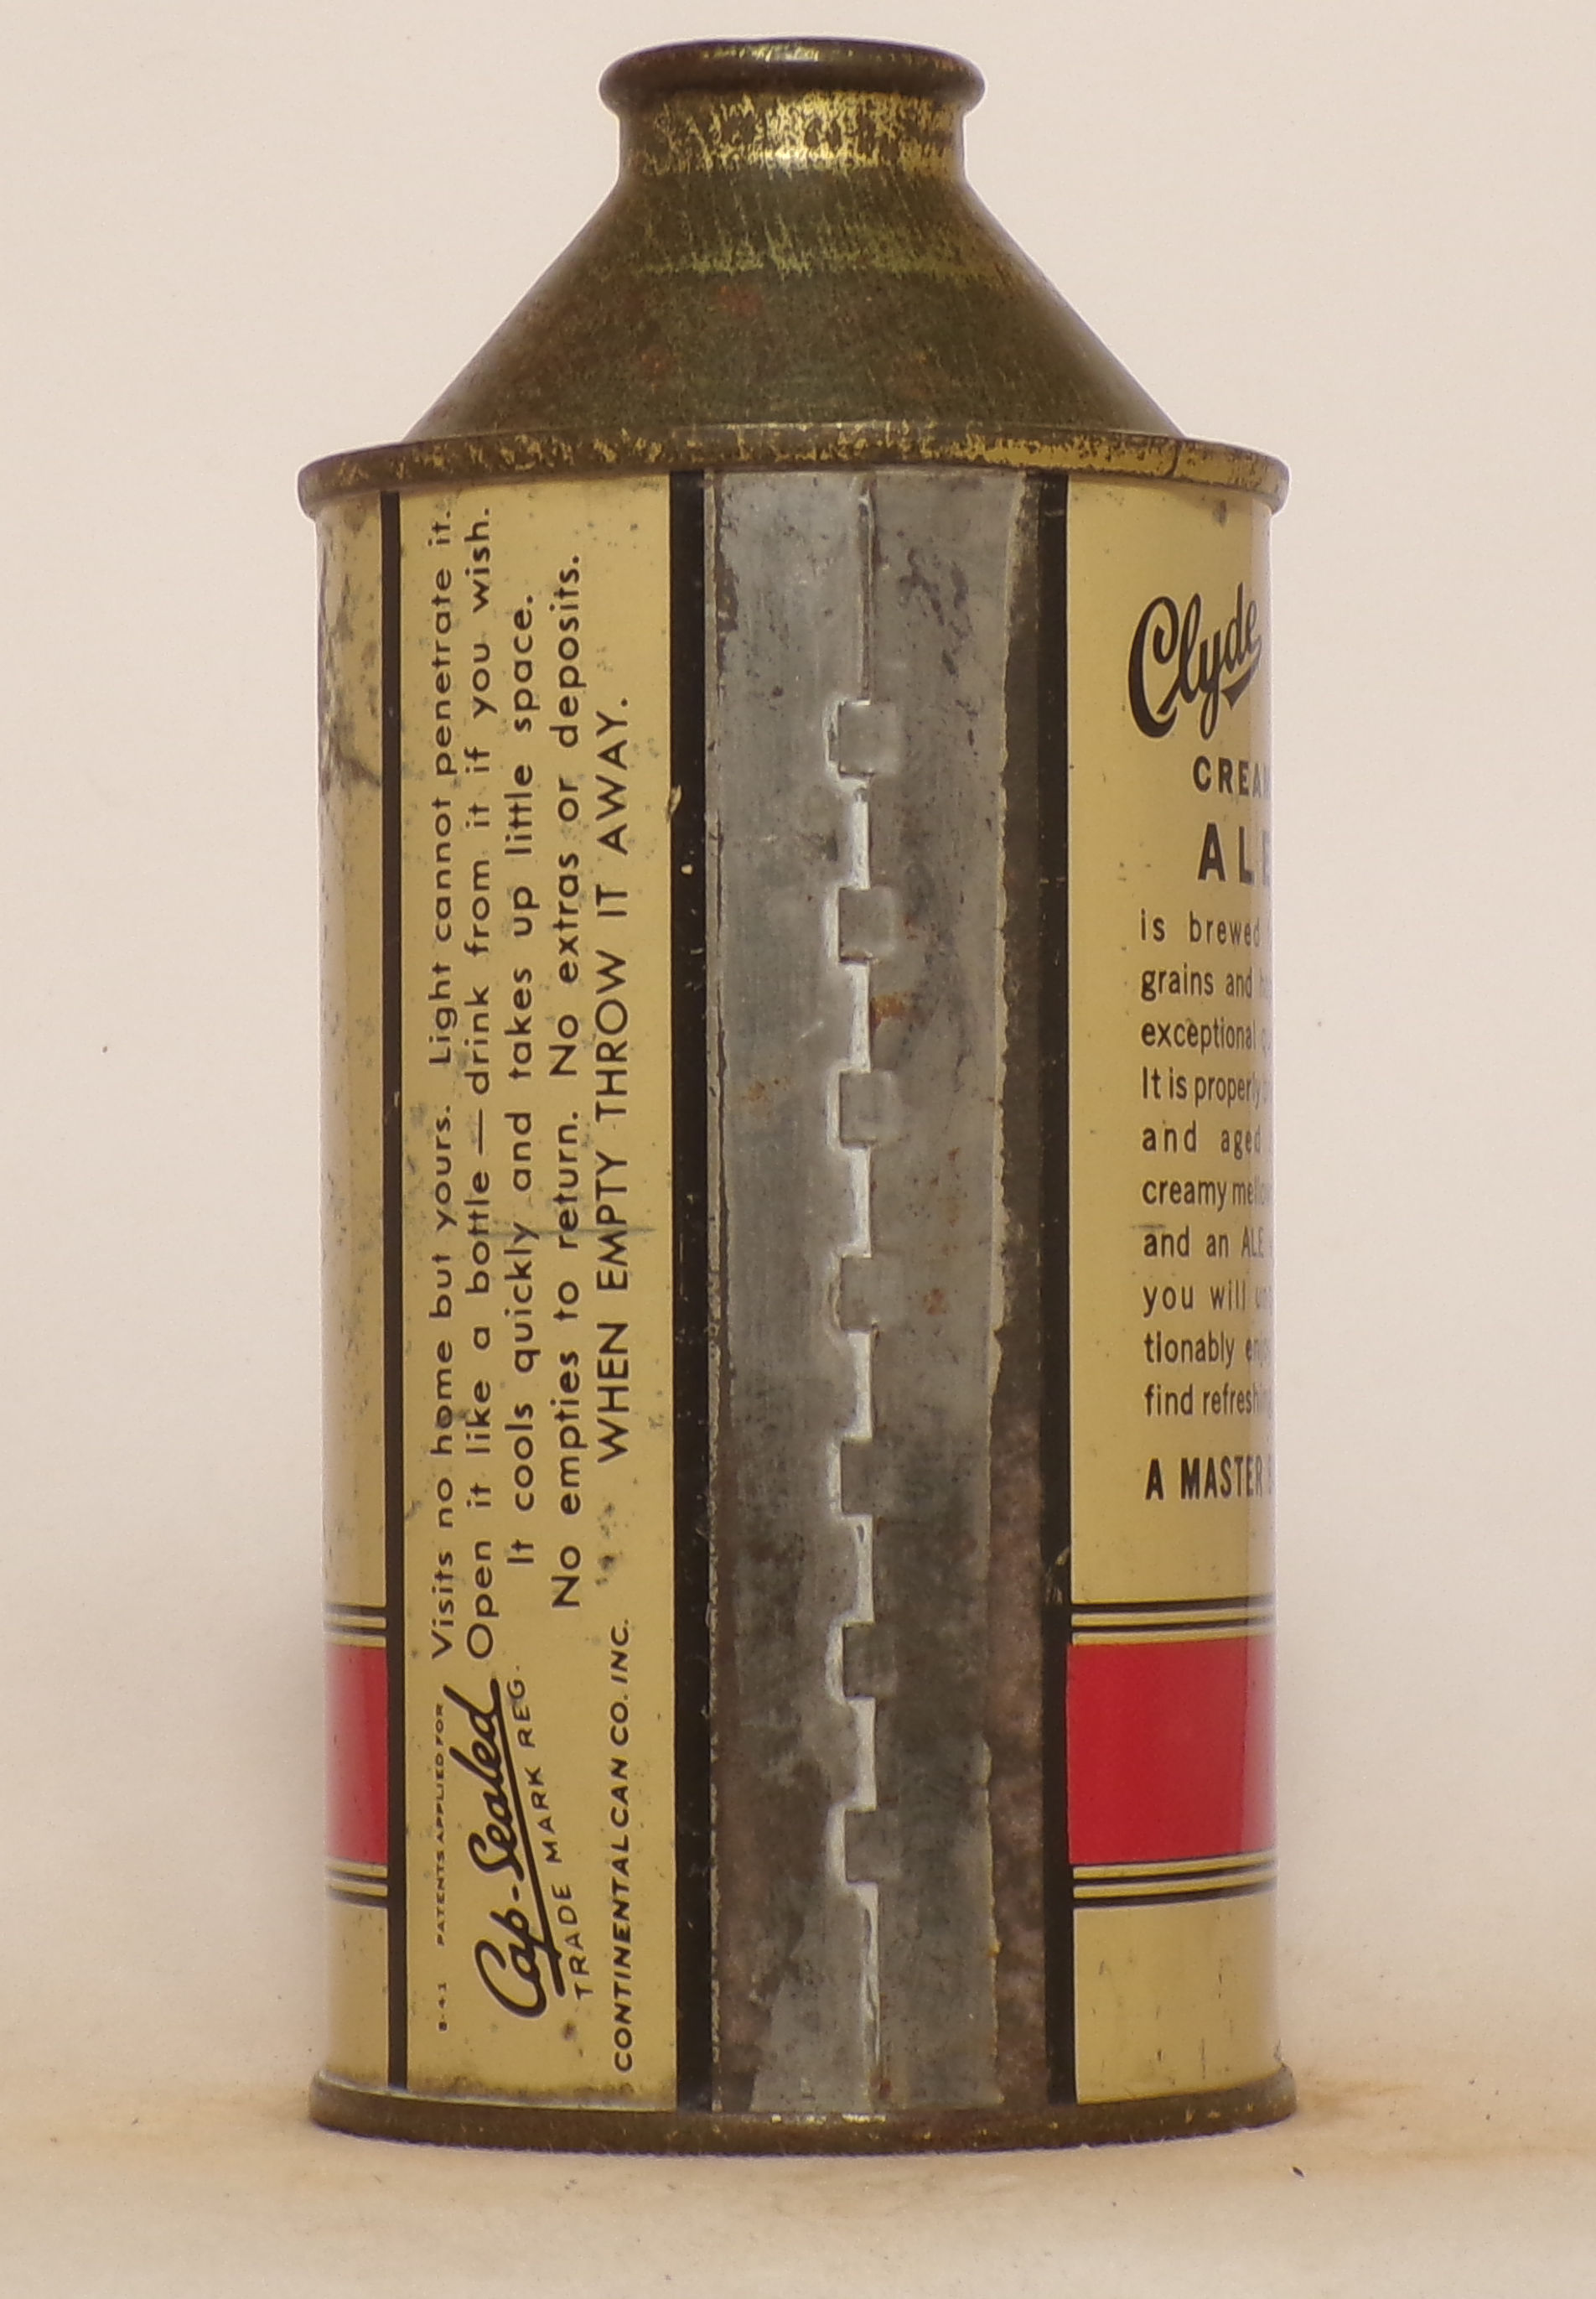 8-41 PATENTS APPLIED FOR
Cap-Sealed
TRADE MARK REG.
CONTINENTAL CAN CO. INC.
Visits no home but yours. Light cannot penetrate it.
Open it like a bottle—drink from it if you wish.
It cools quickly and takes up little space.
No empties to return. No extras or deposits.
WHEN EMPTY THROW IT AWAY.
Clyde
CREAM
ALE
is brewed
grains and
exceptional
It is properly
and aged
creamy
and an ALE
you will
tionably
find
A MASTER